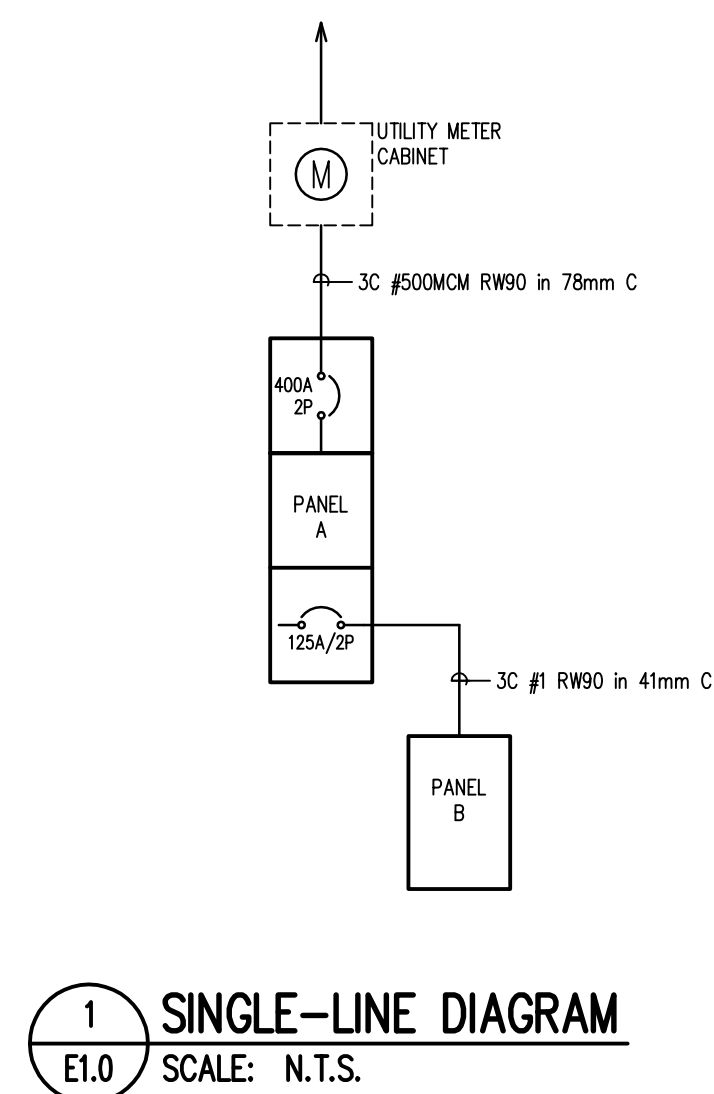 UTILITY METER
CABINET
M
3C #500MCM RW90 in 78mm C
400A
2P
PANEL
A
125A/2P
3C #1 RW90 in 41mm C
PANEL
B
1
SINGLE-LINE DIAGRAM
E1.0
SCALE: N.T.S.